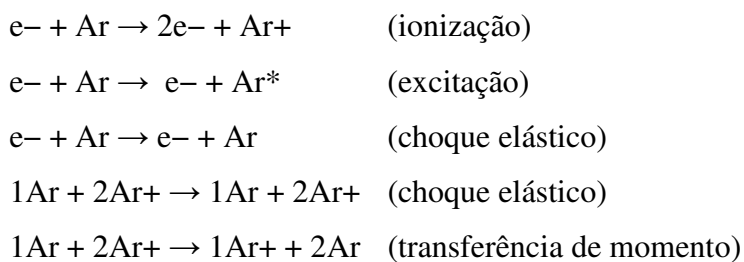 e− + Ar → 2e− + Ar+ (ionização)
e− + Ar → e− + Ar* (excitação)
e− + Ar → e− + Ar (choque elástico)
1Ar + 2Ar+ → 1Ar + 2Ar+ (choque elástico)
1Ar + 2Ar+ → 1Ar+ + 2Ar (transferência de momento)